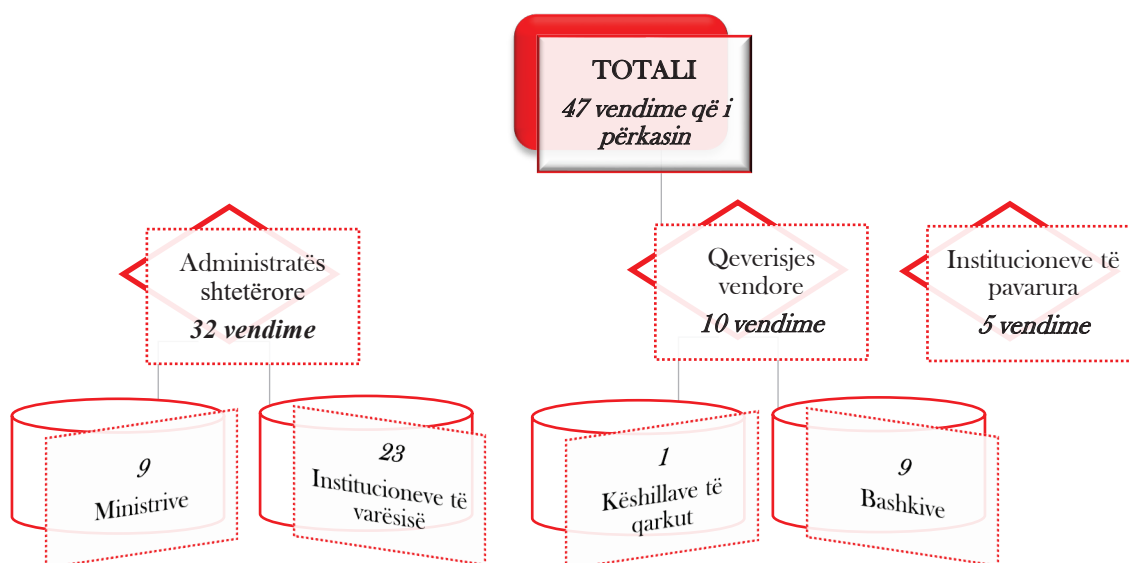 TOTALI
47 vendime që i
përkasin
Administratës
shtetërore
32 vendime
Qeverisjes
vendore
10 vendime
Institucioneve të
pavarura
5 vendime
9
Ministrive
23
Institucioneve të
varësisë
1
Këshillave të
qarkut
9
Bashkive